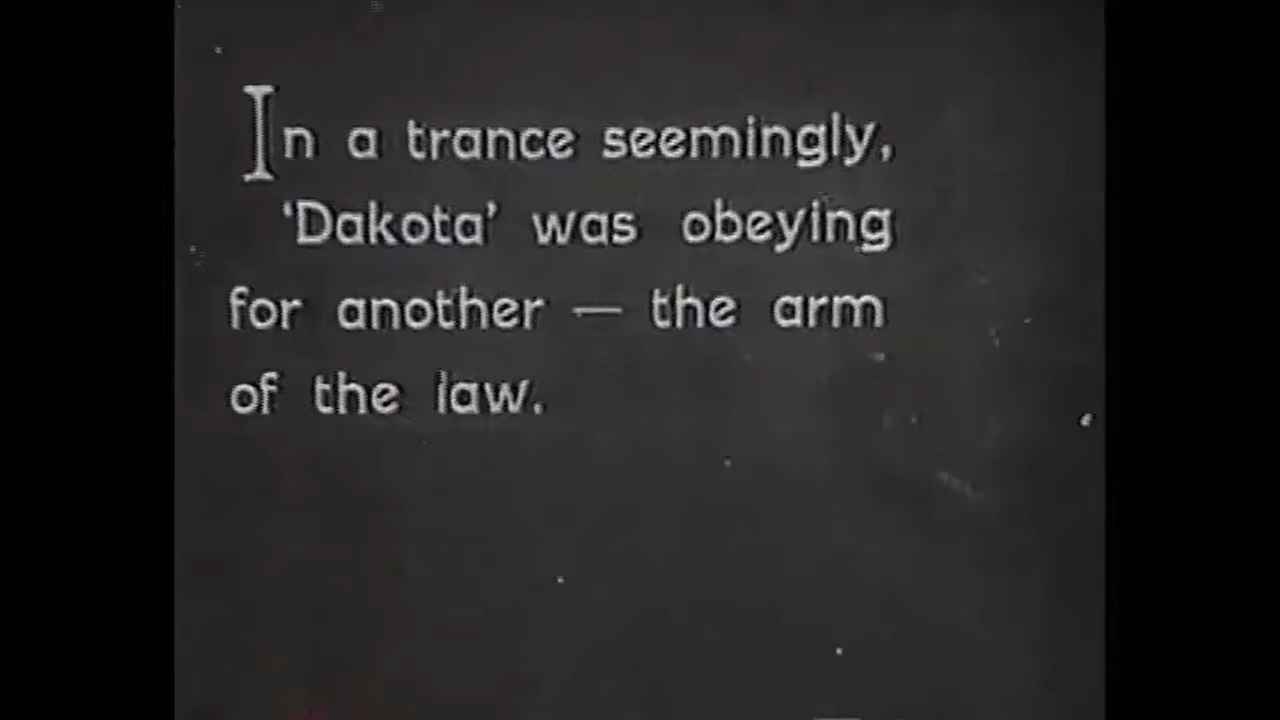 In a trance seemingly,
‘Dakota’ was obeying
for another — the arm
of the law.